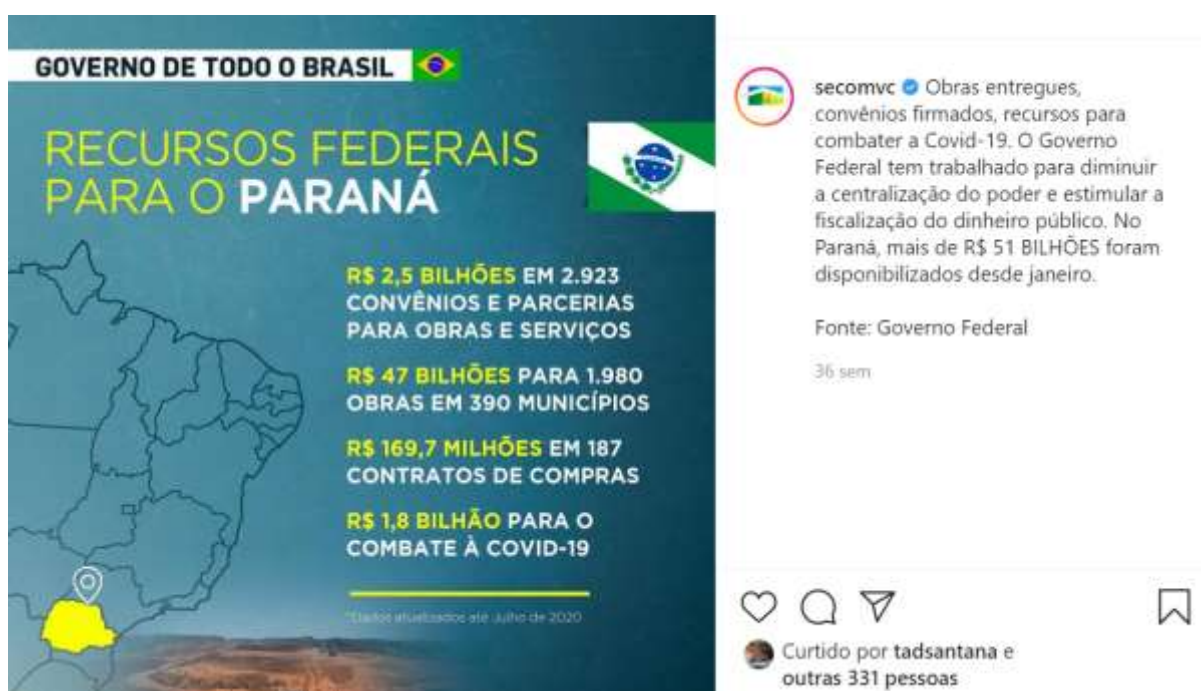 GOVERNO DE TODO O BRASIL
RECURSOS FEDERAIS
PARA O PARANÁ
R$ 2,5 BILHÕES EM 2.923
CONVÊNIOS E PARCERIAS
PARA OBRAS E SERVIÇOS
R$ 47 BILHÕES PARA 1.980
OBRAS EM 390 MUNICÍPIOS
R$ 169,7 MILHÕES EM 187
CONTRATOS DE COMPRAS
R$ 1,8 BILHÃO PARA O
COMBATE À COVID-19
*Dados atualizados até Julho de 2020
secomvc Obras entregues,
convênios firmados, recursos para
combater a Covid-19. O Governo
Federal tem trabalhado para diminuir
a centralização do poder e estimular a
fiscalização do dinheiro público. No
Paraná, mais de R$ 51 BILHÕES foram
disponibilizados desde janeiro.
Fonte: Governo Federal
36 sem
Curtido por tadsantana e
outras 331 pessoas